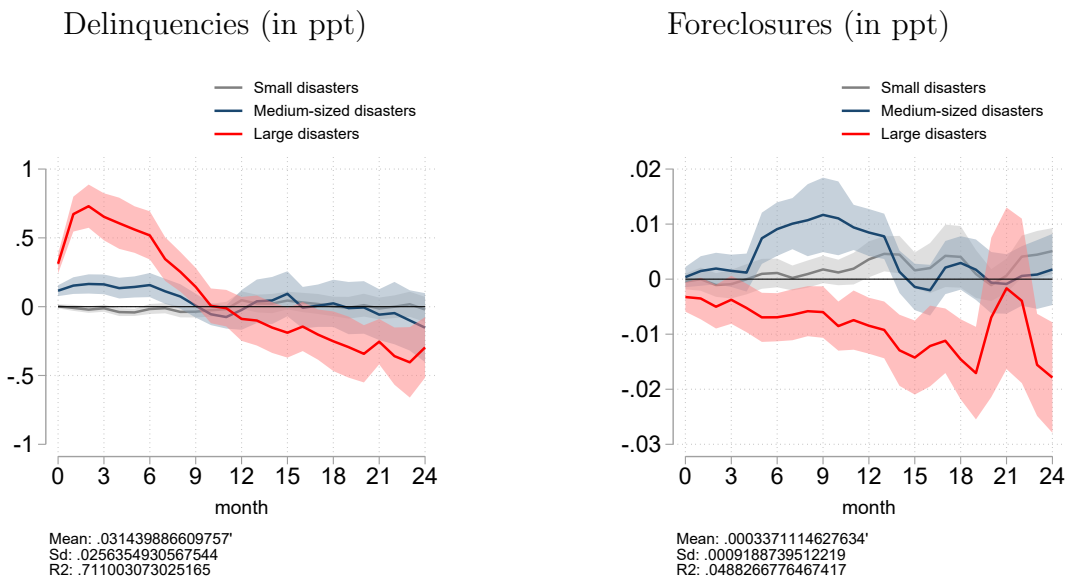 Delinquencies (in ppt)
Small disasters
Medium-sized disasters
Large disasters
1
.5
0
-.5
-1
0 3 6 9 12 15 18 21 24
month
Mean: .031439886609757'
Sd: .0256354930567544
R2: .711003073025165
Foreclosures (in ppt)
Small disasters
Medium-sized disasters
Large disasters
.02
.01
0
-.01
-.02
-.03
0 3 6 9 12 15 18 21 24
month
Mean: .0003371114627634'
Sd: .0009188739512219
R2: .0488266776467417